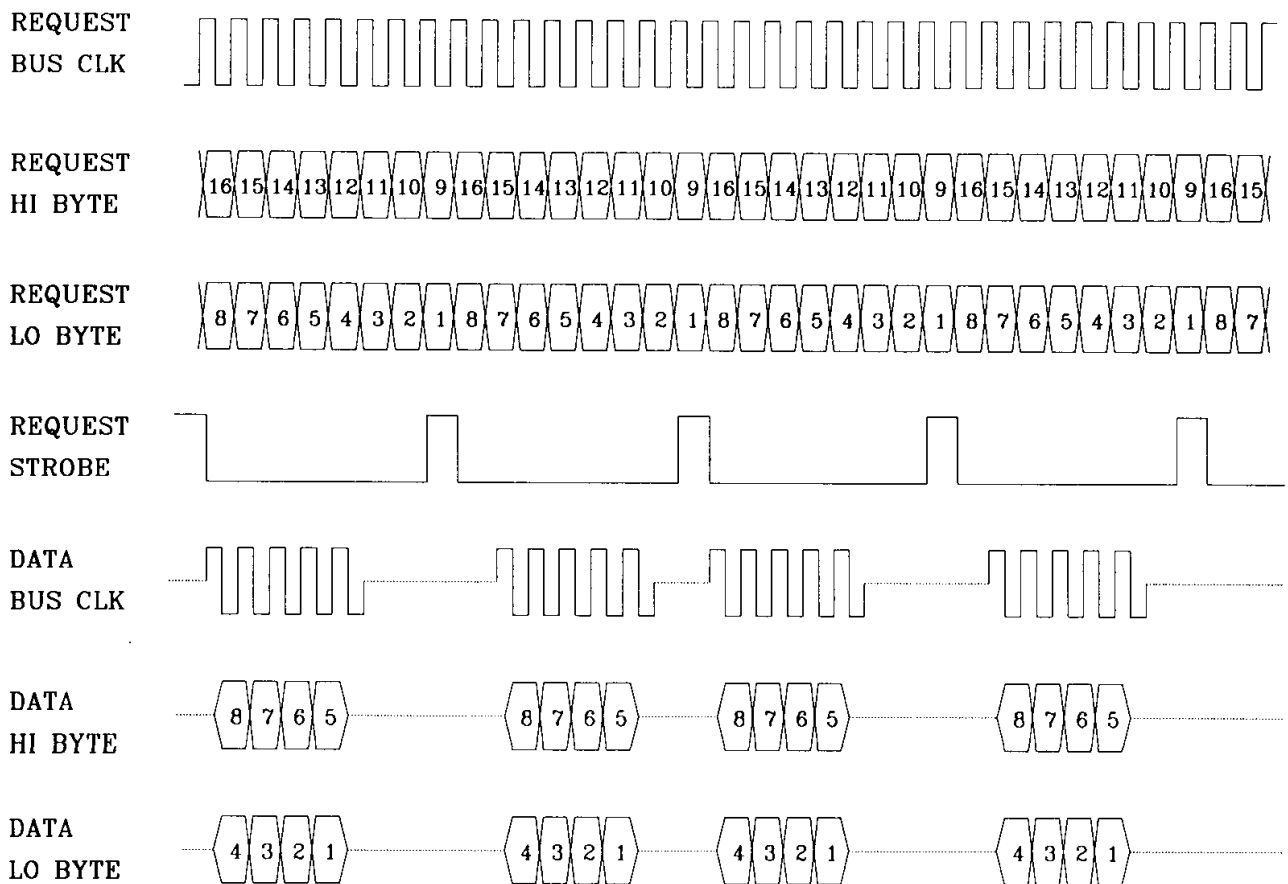 REQUEST
BUS CLK
REQUEST
HI BYTE
16 15 14 13 12 11 10 9 16 15 14 13 12 11 10 9 16 15 14 13 12 11 10 9 16 15 14 13 12 11 10 9 16 15
REQUEST
LO BYTE
8 7 6 5 4 3 2 1 8 7 6 5 4 3 2 1 8 7 6 5 4 3 2 1 8 7 6 5 4 3 2 1 8 7
REQUEST
STROBE
DATA
BUS CLK
DATA
HI BYTE
8 7 6 5 8 7 6 5 8 7 6 5 8 7 6 5
DATA
LO BYTE
4 3 2 1 4 3 2 1 4 3 2 1 4 3 2 1